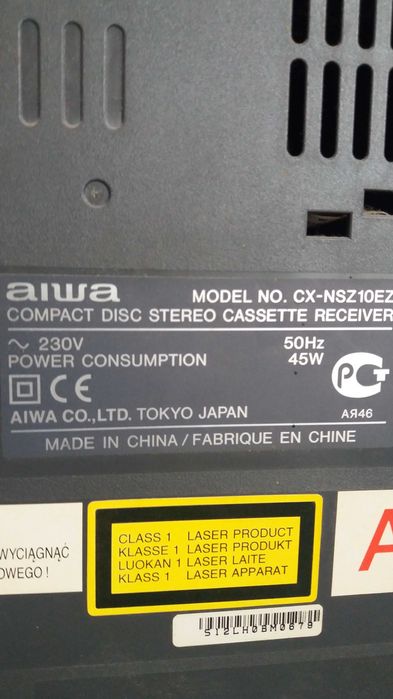 aiwa MODEL NO. CX-NSZ10EZ
COMPACT DISC STEREO CASSETTE RECEIVER
~ 230V 50Hz
POWER CONSUMPTION 45W
CE
PCT
AIWA CO.,LTD. TOKYO JAPAN
АЯ46
MADE IN CHINA / FABRIQUE EN CHINE
WYCIĄGNĄĆ
OWEGO !
CLASS 1 LASER PRODUCT
KLASSE 1 LASER PRODUKT
LUOKAN 1 LASER LAITE
KLASS 1 LASER APPARAT
A
S12LH08M0679